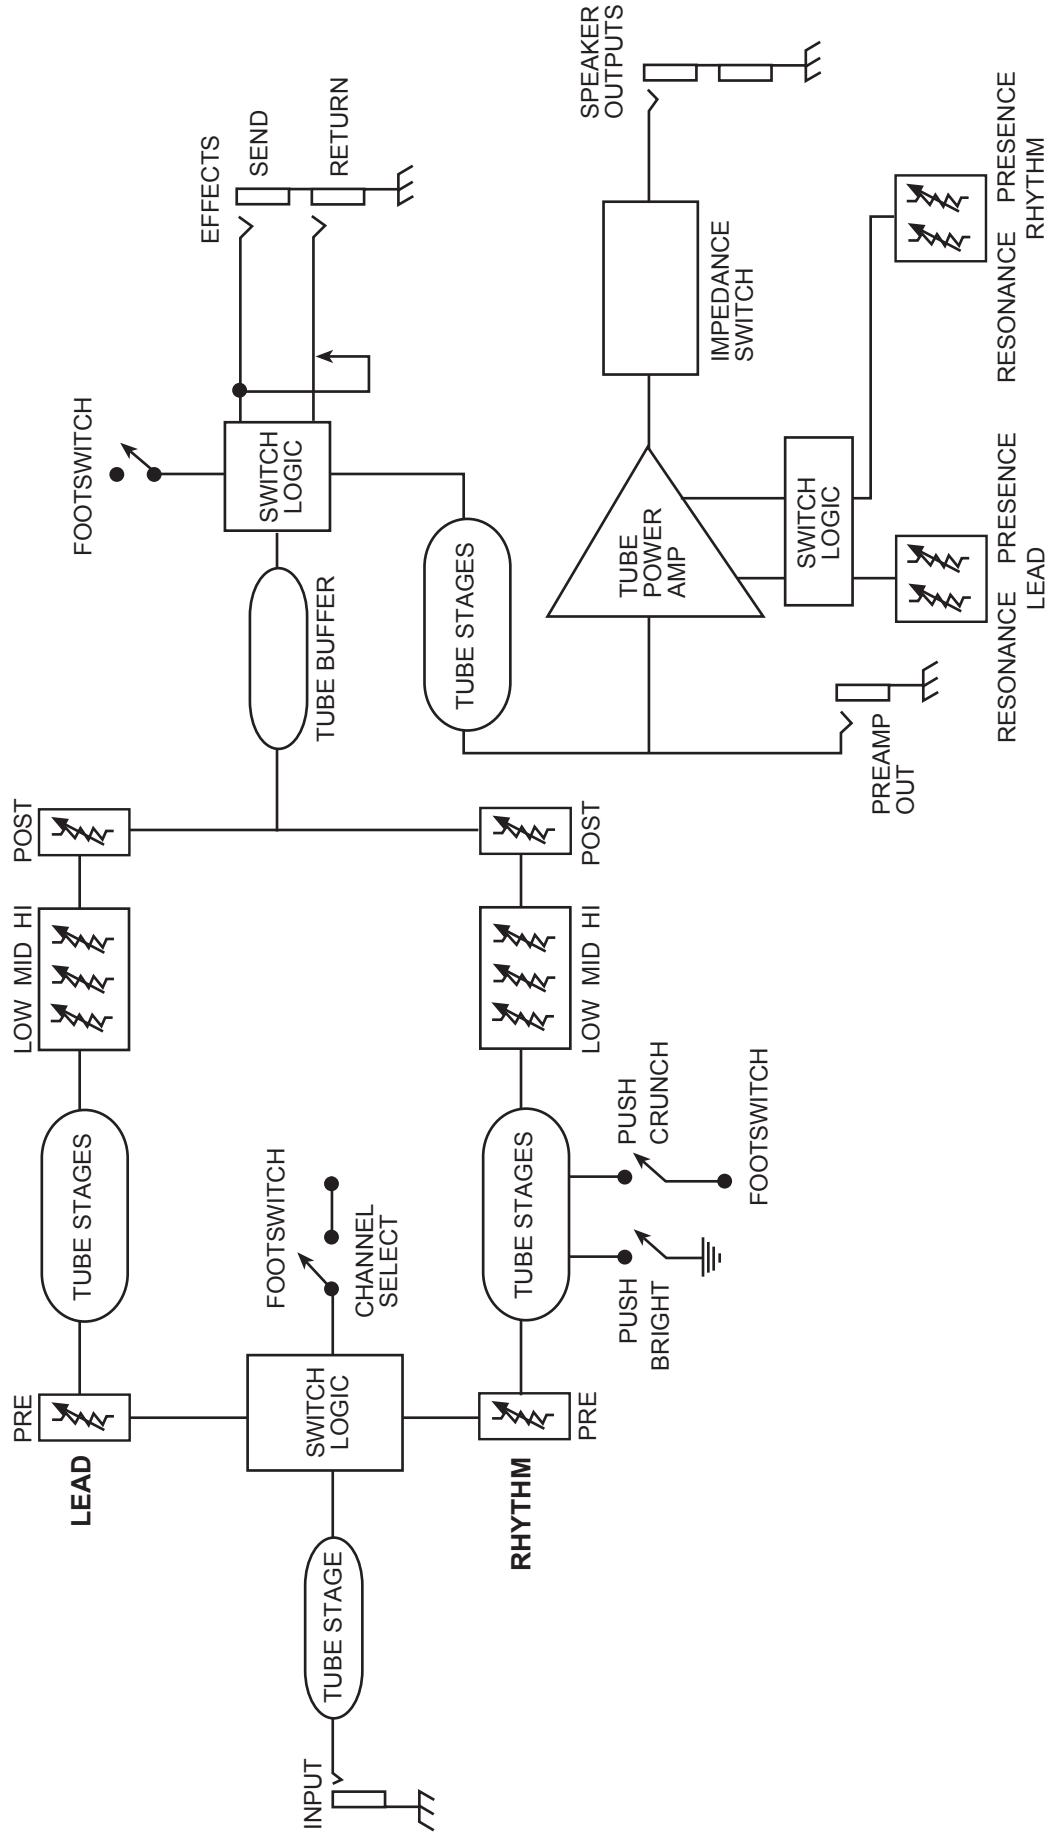 INPUT
TUBE STAGE
LEAD
PRE
SWITCH
LOGIC
RHYTHM
PRE
FOOTSWITCH
CHANNEL
SELECT
TUBE STAGES
LOW MID HI
POST
TUBE STAGES
PUSH
BRIGHT
PUSH
CRUNCH
FOOTSWITCH
LOW MID HI
POST
TUBE BUFFER
FOOTSWITCH
SWITCH
LOGIC
EFFECTS
SEND
RETURN
TUBE STAGES
PREAMP
OUT
TUBE
POWER
AMP
SWITCH
LOGIC
IMPEDANCE
SWITCH
SPEAKER
OUTPUTS
RESONANCE PRESENCE
LEAD
RESONANCE PRESENCE
RHYTHM